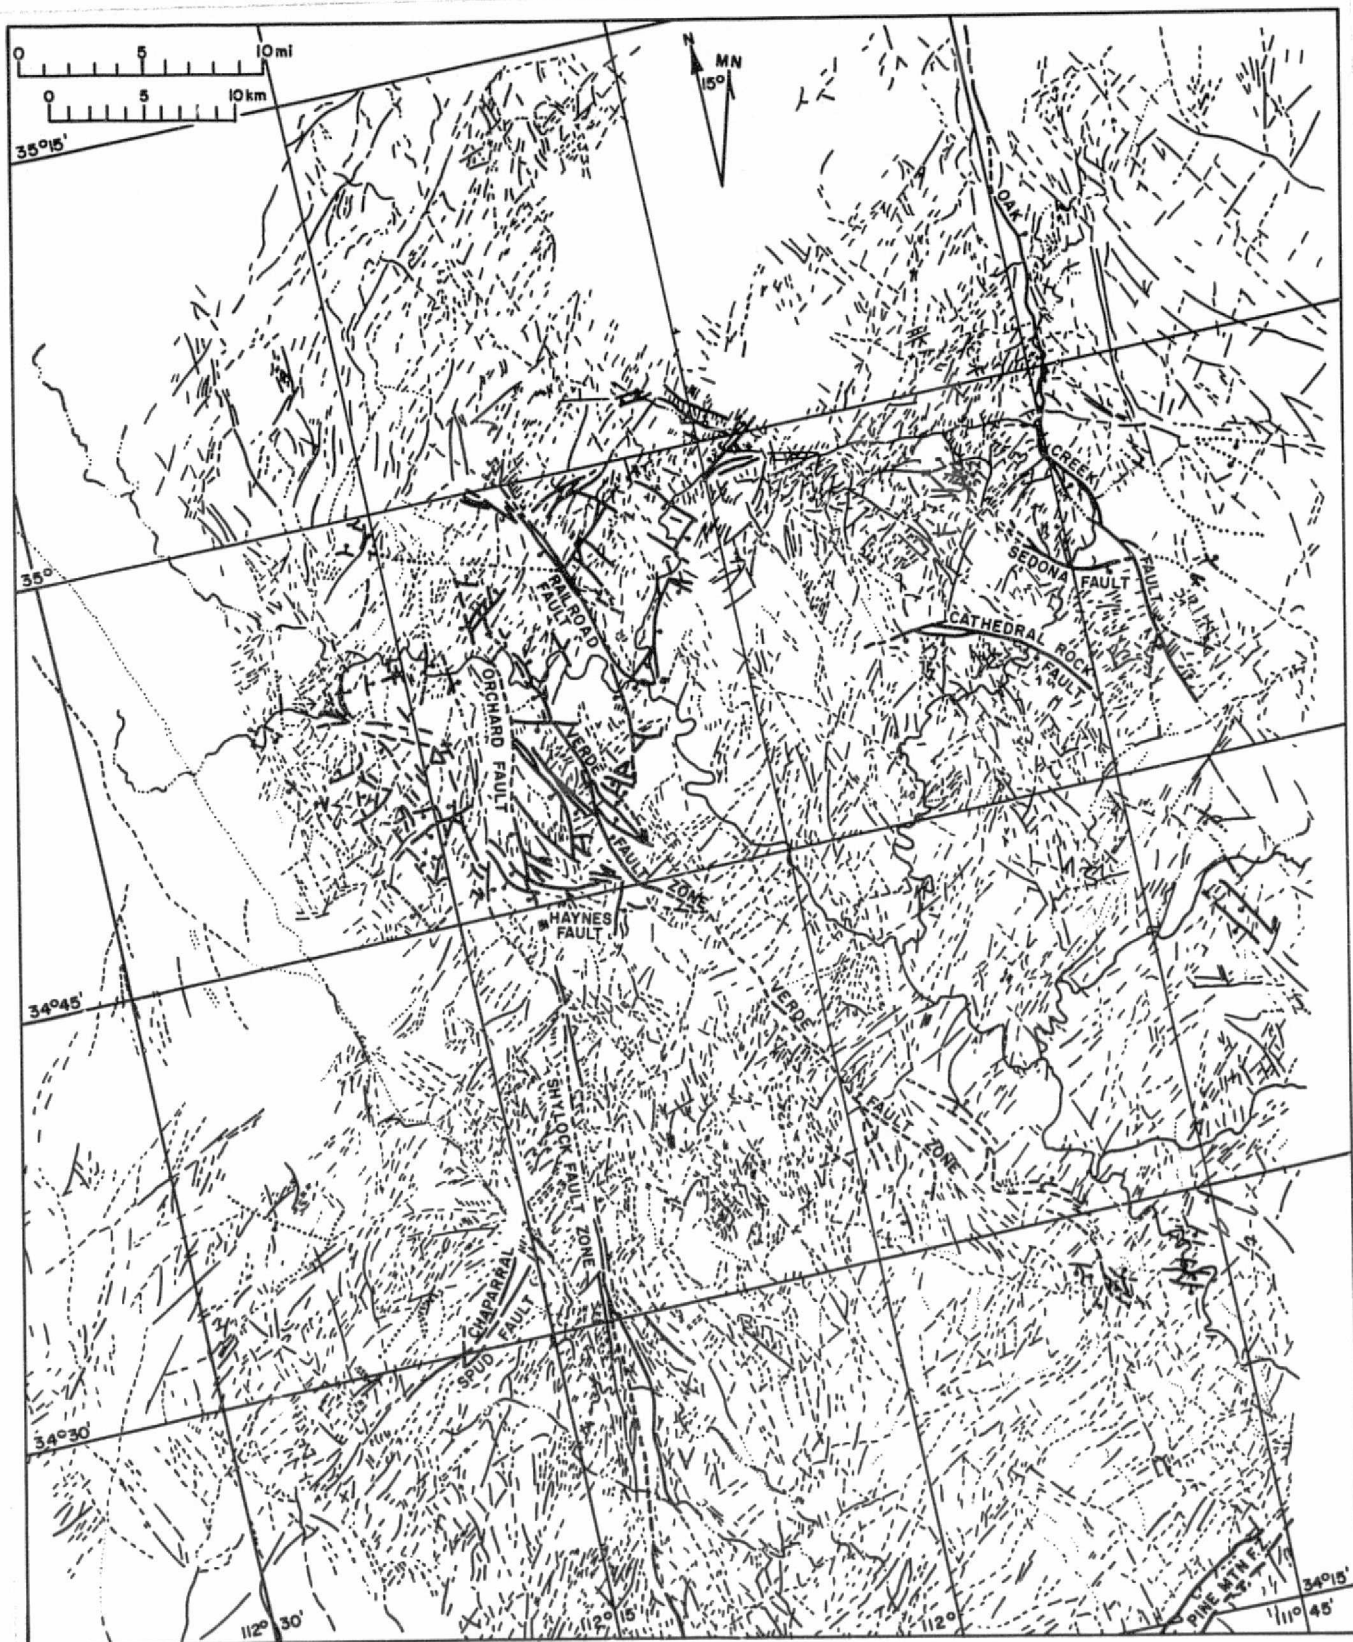 0 5 10 mi
0 5 10 km
N
MN
15°
35°15'
OAK
CREEK
FAULT
SEDONA
FAULT
35°
RAILROAD
FAULT
CATHEDRAL
ROCK
FAULT
ORCHARD FAULT
VERDE
FAULT
ZONE
HAYNES
FAULT
34°45'
VERDE
FAULT
ZONE
SHYLOCK FAULT ZONE
CHAPARRAL
SPUD FAULT
34°30'
PINE MTN F.
34°15'
112° 30'
112° 15'
112°
111° 45'